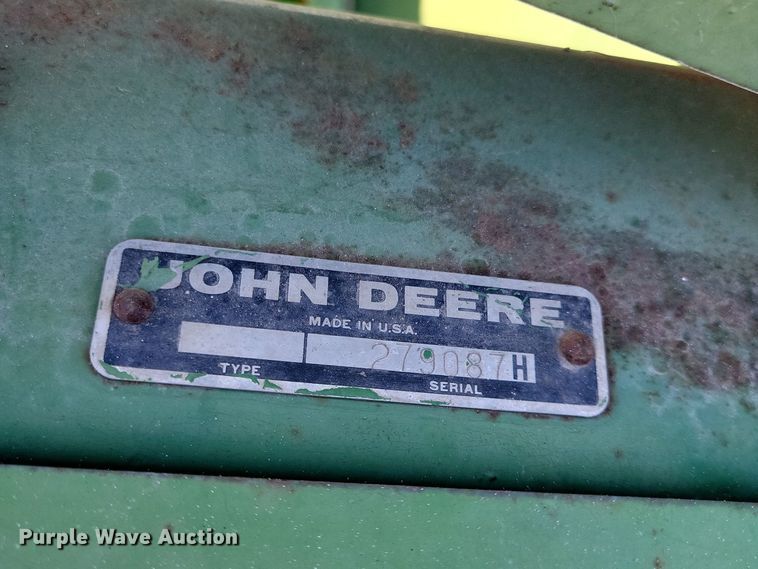 JOHN DEERE
MADE IN U.S.A.
279087H
TYPE SERIAL
Purple Wave Auction